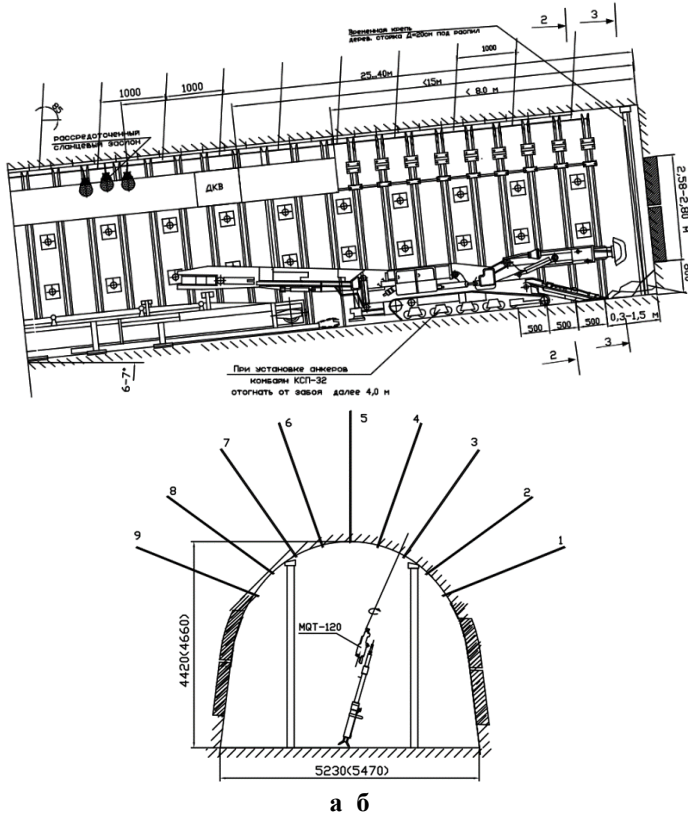 2
3
Временная крепь
дерев. стойка Д=20см под распил
1000
25...40м
1000
1000
<15м
< 8.0 м
85
рассредоточенный
сланцевый заслон
ДКВ
2.58-2.80 М
500
500
500
0,3-1,5 м
2
3
6-7°
При установке анкеров
комбайн КСП-32
отогнать от забоя далее 4,0 м
5
6
4
7
3
8
2
9
1
MQT-120
4420(4660)
5230(5470)
а б